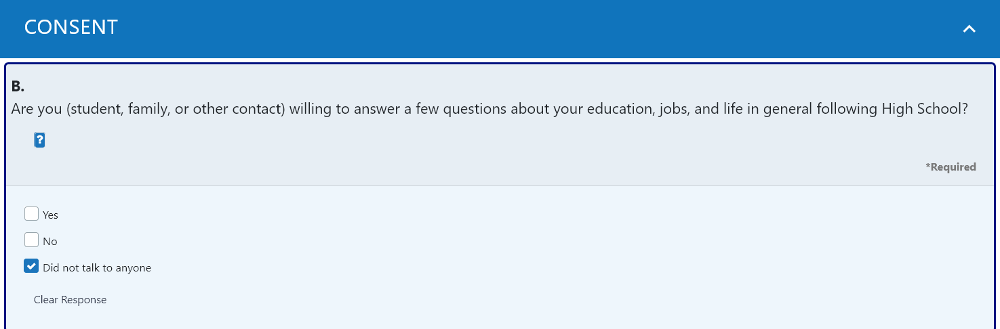 CONSENT
B.
Are you (student, family, or other contact) willing to answer a few questions about your education, jobs, and life in general following High School?
?
*Required
Yes
No
Did not talk to anyone
Clear Response